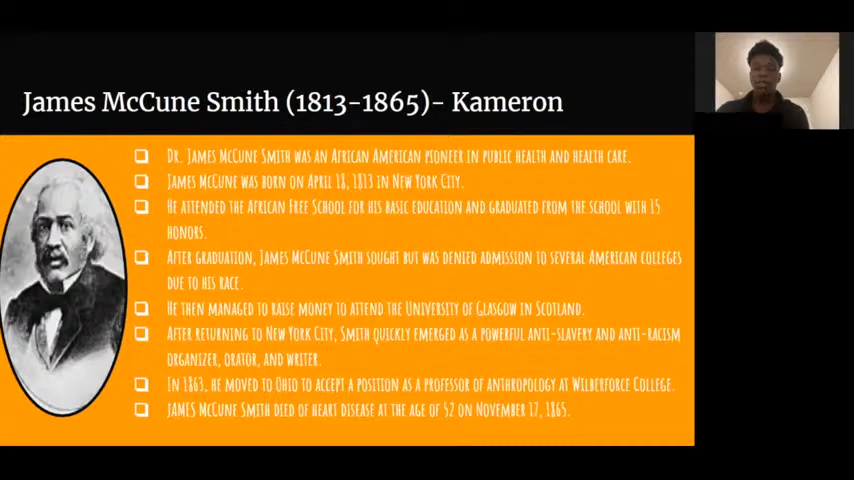 James McCune Smith (1813-1865)- Kameron
Dr. James McCune Smith was an African American pioneer in public health and health care.
James McCune was born on April 18, 1813 in New York City.
He attended the African Free School for his basic education and graduated from the school with 15
honors.
After graduation, James McCune Smith sought but was denied admission to several American colleges
due to his race.
He then managed to raise money to attend the University of Glasgow in Scotland.
After returning to New York City, Smith quickly emerged as a powerful anti-slavery and anti-racism
organizer, orator, and writer.
In 1863, he moved to Ohio to accept a position as a professor of anthropology at Wilberforce College.
JAMES McCune Smith died of heart disease at the age of 52 on November 17, 1865.